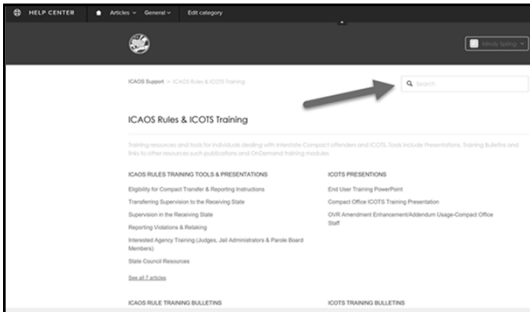 HELP CENTER Articles General Edit category
ICAOS Support > ICAOS Rules & ICOTS Training
Search
ICAOS Rules & ICOTS Training
Training resources and tools for individuals dealing with Interstate Compact offenders and ICOTS. Tools include Presentations, Training Bulletins and
links to other resources such publications and OnDemand training modules.
ICAOS RULES TRAINING TOOLS & PRESENTATIONS
Eligibility for Compact Transfer & Reporting Instructions
Transferring Supervision to the Receiving State
Supervision in the Receiving State
Reporting Violations & Retaking
Interested Agency Training (Judges, Jail Administrators & Parole Board
Members)
State Council Resources
See all 7 articles
ICOTS PRESENTIONS
End User Training PowerPoint
Compact Office ICOTS Training Presentation
OVR Amendment Enhancement/Addendum Usage-Compact Office
Staff
ICAOS RULE TRAINING BULLETINS
ICOTS TRAINING BULLETINS